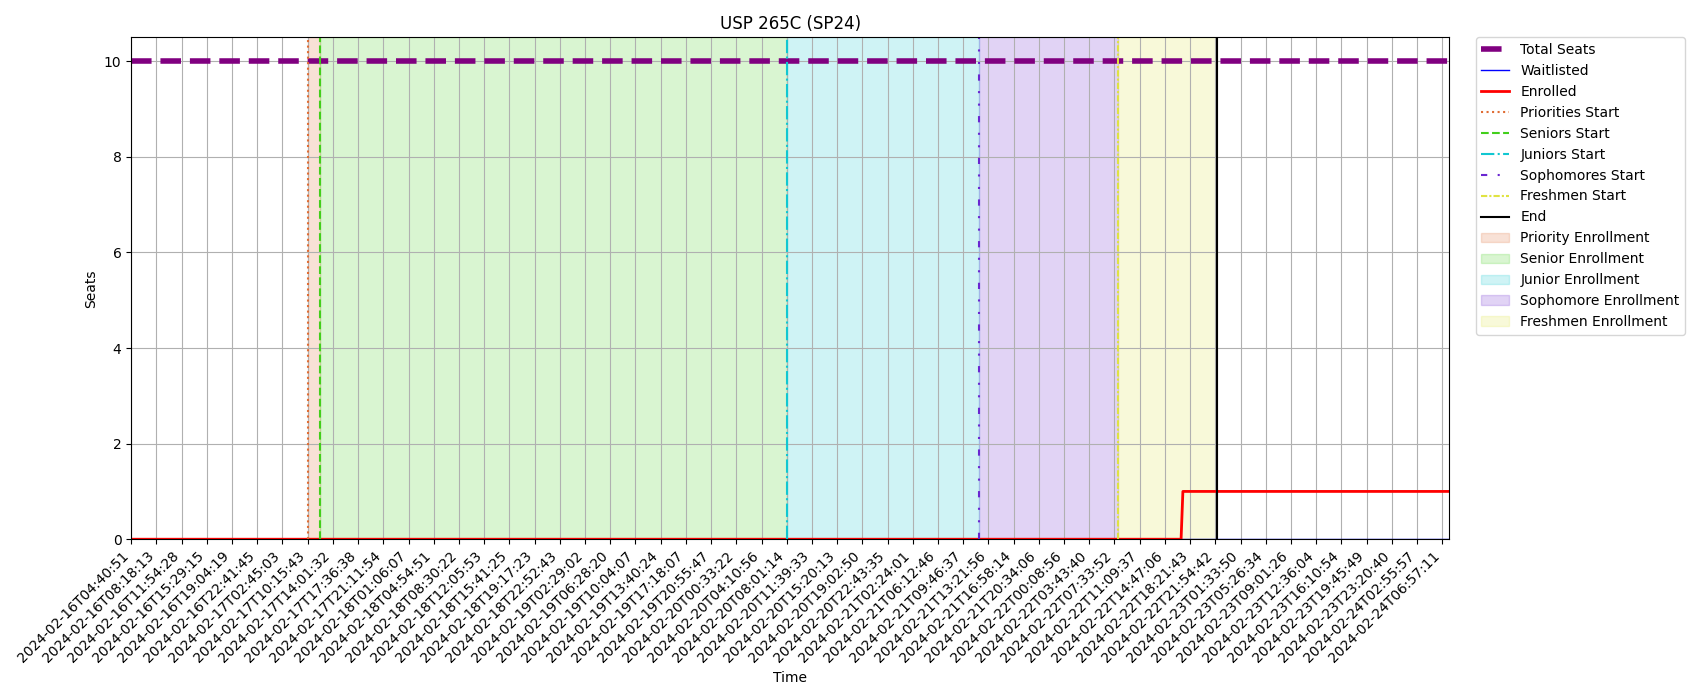 USP 265C (SP24)
Total Seats
Waitlisted
Enrolled
Priorities Start
Seniors Start
Juniors Start
Sophomores Start
Freshmen Start
End
Priority Enrollment
Senior Enrollment
Junior Enrollment
Sophomore Enrollment
Freshmen Enrollment
Seats
10
8
6
4
2
0
2024-02-16T04:40:51
2024-02-16T08:18:13
2024-02-16T11:54:28
2024-02-16T15:29:15
2024-02-16T19:04:19
2024-02-16T22:41:45
2024-02-17T02:45:03
2024-02-17T10:15:43
2024-02-17T14:01:32
2024-02-17T17:36:38
2024-02-17T21:11:54
2024-02-18T01:06:07
2024-02-18T04:54:51
2024-02-18T08:30:22
2024-02-18T12:05:53
2024-02-18T15:41:25
2024-02-18T19:17:23
2024-02-18T22:52:43
2024-02-19T02:29:02
2024-02-19T06:28:20
2024-02-19T10:04:07
2024-02-19T13:40:24
2024-02-19T17:18:07
2024-02-19T20:55:47
2024-02-20T00:33:22
2024-02-20T04:10:56
2024-02-20T08:01:14
2024-02-20T11:39:33
2024-02-20T15:20:13
2024-02-20T19:02:50
2024-02-20T22:43:35
2024-02-21T02:24:01
2024-02-21T06:12:46
2024-02-21T09:46:37
2024-02-21T13:21:56
2024-02-21T16:58:14
2024-02-21T20:34:06
2024-02-22T00:08:56
2024-02-22T03:43:40
2024-02-22T07:33:52
2024-02-22T11:09:37
2024-02-22T14:47:06
2024-02-22T18:21:43
2024-02-22T21:54:42
2024-02-23T01:33:50
2024-02-23T05:26:34
2024-02-23T09:01:26
2024-02-23T12:36:04
2024-02-23T16:10:54
2024-02-23T19:45:49
2024-02-23T23:20:40
2024-02-24T02:55:57
2024-02-24T06:57:11
Time